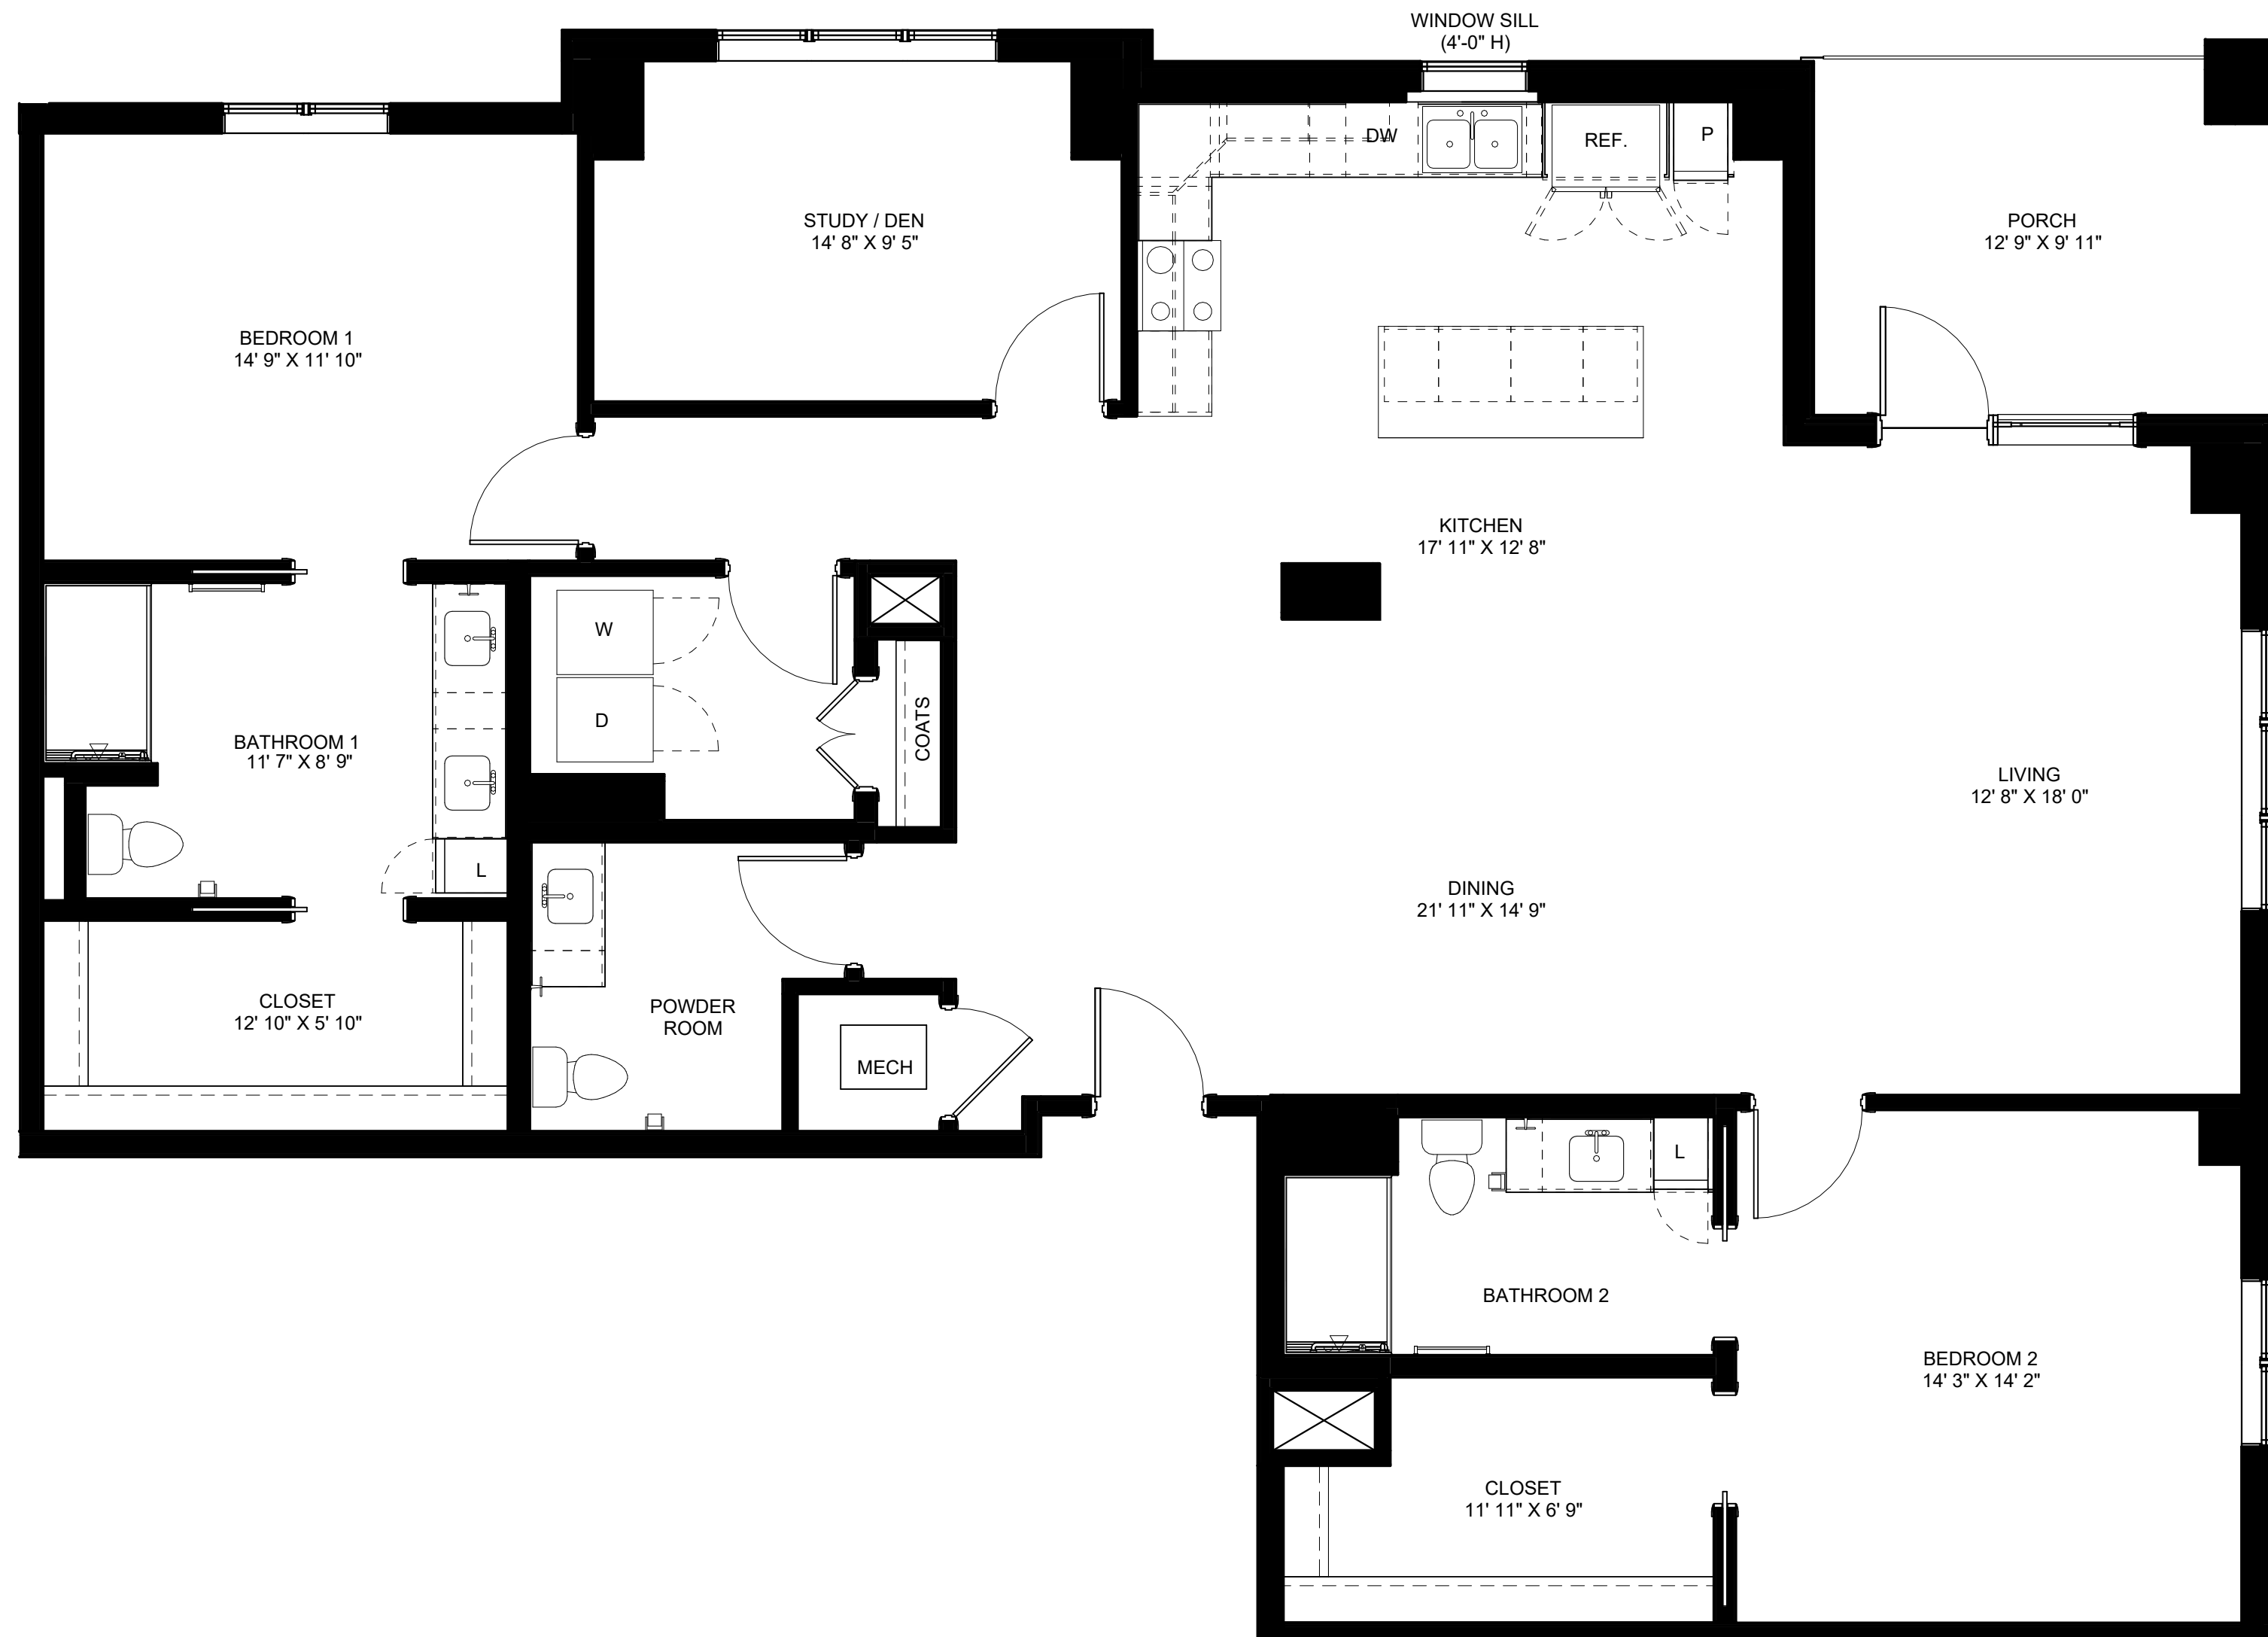 WINDOW SILL
(4'-0" H)
DW
REF.
P
STUDY / DEN
14' 8" X 9' 5"
PORCH
12' 9" X 9' 11"
BEDROOM 1
14' 9" X 11' 10"
KITCHEN
17' 11" X 12' 8"
W
D
COATS
BATHROOM 1
11' 7" X 8' 9"
LIVING
12' 8" X 18' 0"
L
DINING
21' 11" X 14' 9"
CLOSET
12' 10" X 5' 10"
POWDER
ROOM
MECH
L
BATHROOM 2
BEDROOM 2
14' 3" X 14' 2"
CLOSET
11' 11" X 6' 9"